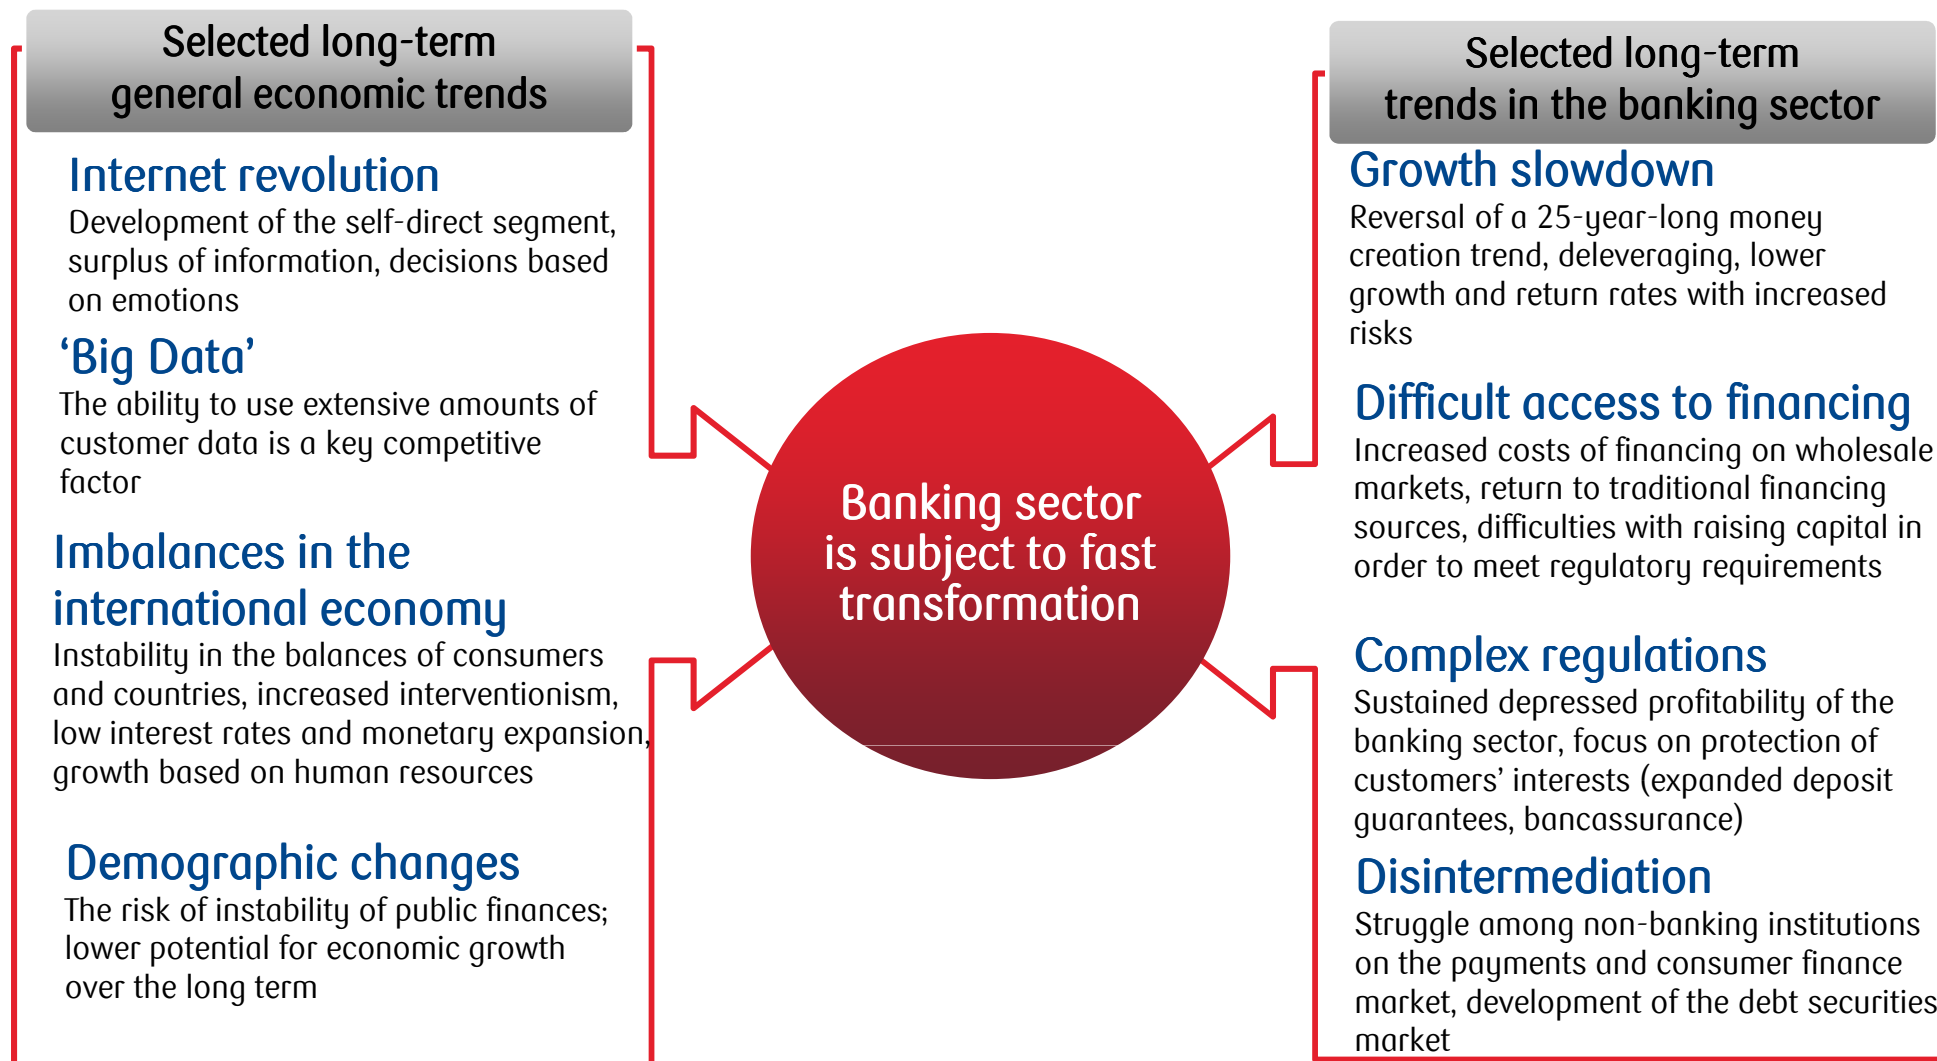 Selected long-term
general economic trends
Internet revolution
Development of the self-direct segment,
surplus of information, decisions based
on emotions
‘Big Data’
The ability to use extensive amounts of
customer data is a key competitive
factor
Imbalances in the
international economy
Instability in the balances of consumers
and countries, increased interventionism,
low interest rates and monetary expansion,
growth based on human resources
Demographic changes
The risk of instability of public finances;
lower potential for economic growth
over the long term
Banking sector
is subject to fast
transformation
Selected long-term
trends in the banking sector
Growth slowdown
Reversal of a 25-year-long money
creation trend, deleveraging, lower
growth and return rates with increased
risks
Difficult access to financing
Increased costs of financing on wholesale
markets, return to traditional financing
sources, difficulties with raising capital in
order to meet regulatory requirements
Complex regulations
Sustained depressed profitability of the
banking sector, focus on protection of
customers’ interests (expanded deposit
guarantees, bancassurance)
Disintermediation
Struggle among non-banking institutions
on the payments and consumer finance
market, development of the debt securities
market